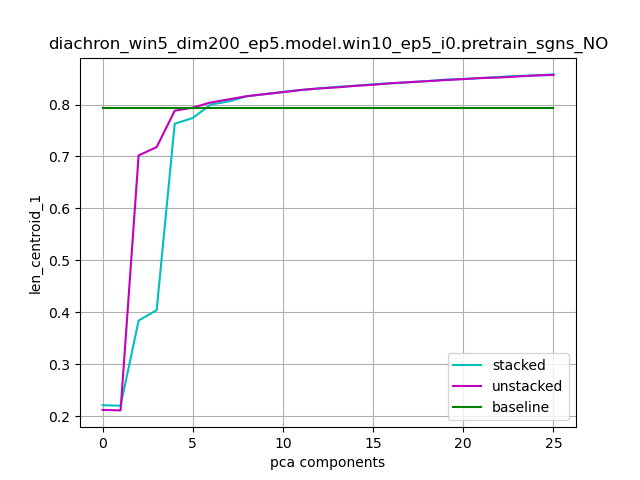 diachron_win5_dim200_ep5.model.win10_ep5_i0.pretrain_sgns_NO
len_centroid_1
0.8
0.7
0.6
0.5
0.4
0.3
0.2
stacked
unstacked
baseline
0 5 10 15 20 25
pca components